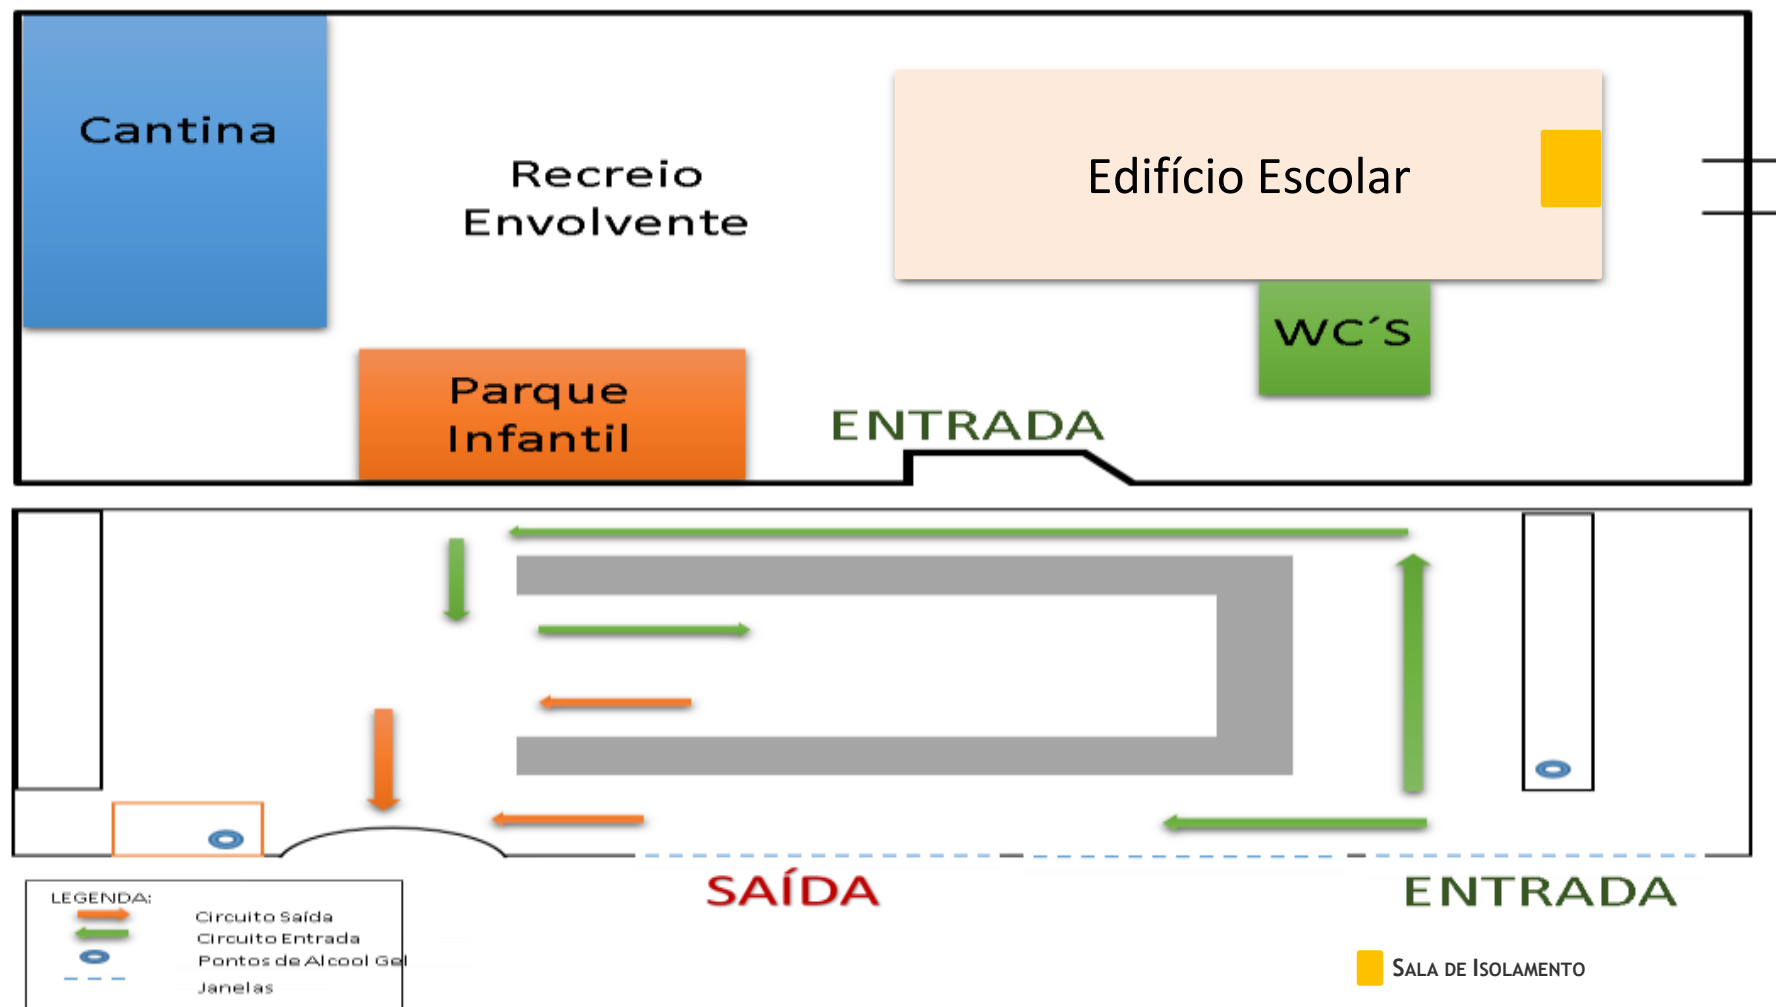 Cantina
Recreio
Envolvente
Edifício Escolar
WC´S
Parque
Infantil
ENTRADA
SAÍDA
ENTRADA
LEGENDA:
Circuito Saída
Circuito Entrada
Pontos de Alcool Gel
Janelas
SALA DE ISOLAMENTO